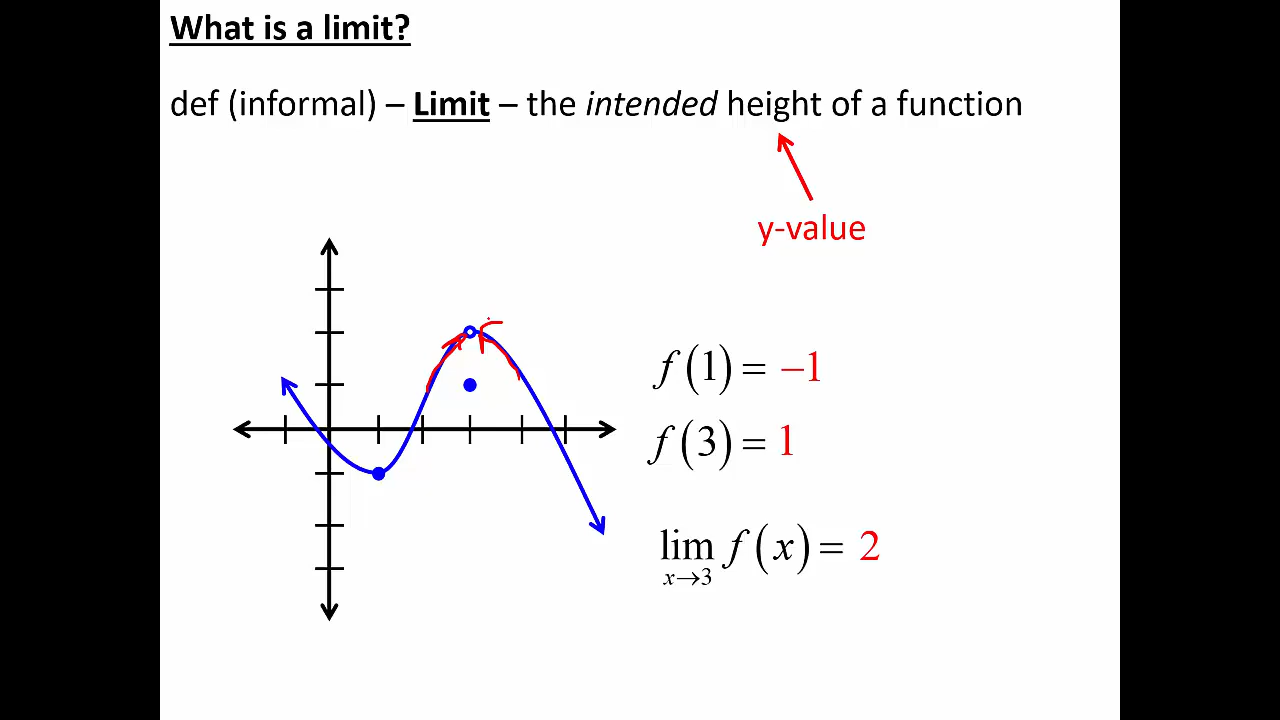 What is a limit?
def (informal) – Limit – the intended height of a function
y-value
f(1) = –1
f(3) = 1
lim f(x) = 2
x→3